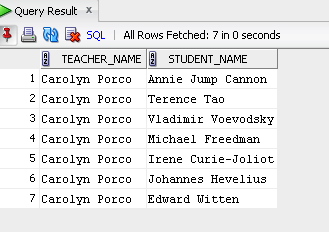 Query Result x
SQL | All Rows Fetched: 7 in 0 seconds
TEACHER_NAME STUDENT_NAME
1 Carolyn Porco Annie Jump Cannon
2 Carolyn Porco Terence Tao
3 Carolyn Porco Vladimir Voevodsky
4 Carolyn Porco Michael Freedman
5 Carolyn Porco Irene Curie-Joliot
6 Carolyn Porco Johannes Hevelius
7 Carolyn Porco Edward Witten